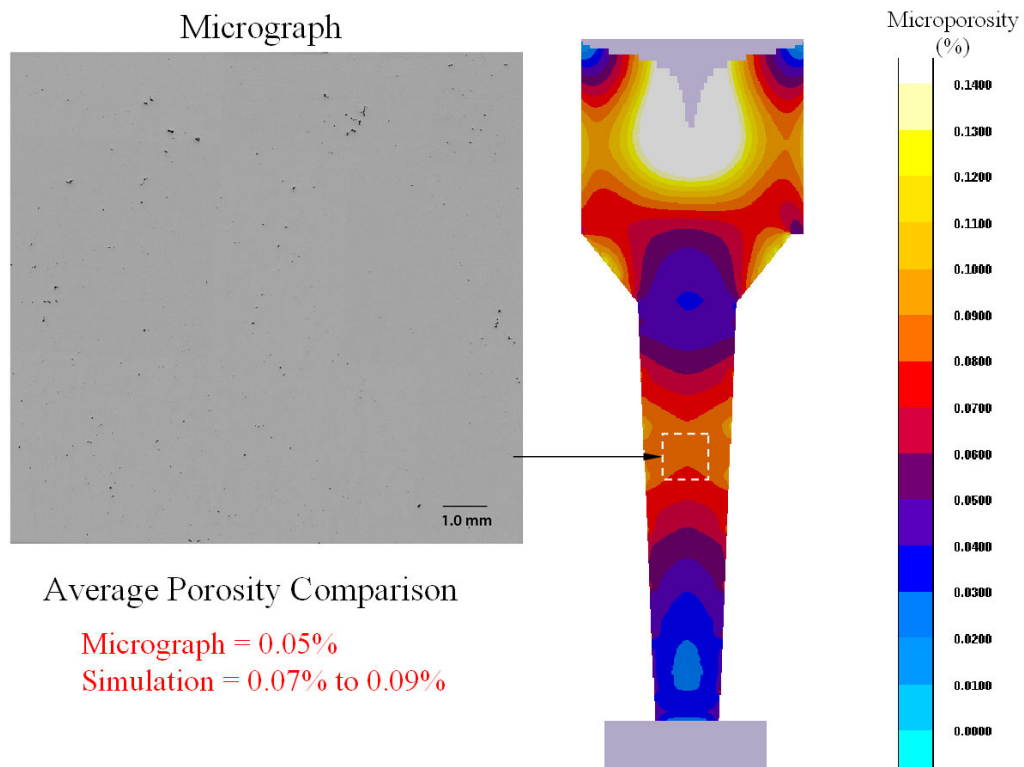 Micrograph
1.0 mm
Average Porosity Comparison
Micrograph = 0.05%
Simulation = 0.07% to 0.09%
Microporosity
(%)
0.1400
0.1300
0.1200
0.1100
0.1000
0.0900
0.0800
0.0700
0.0600
0.0500
0.0400
0.0300
0.0200
0.0100
0.0000